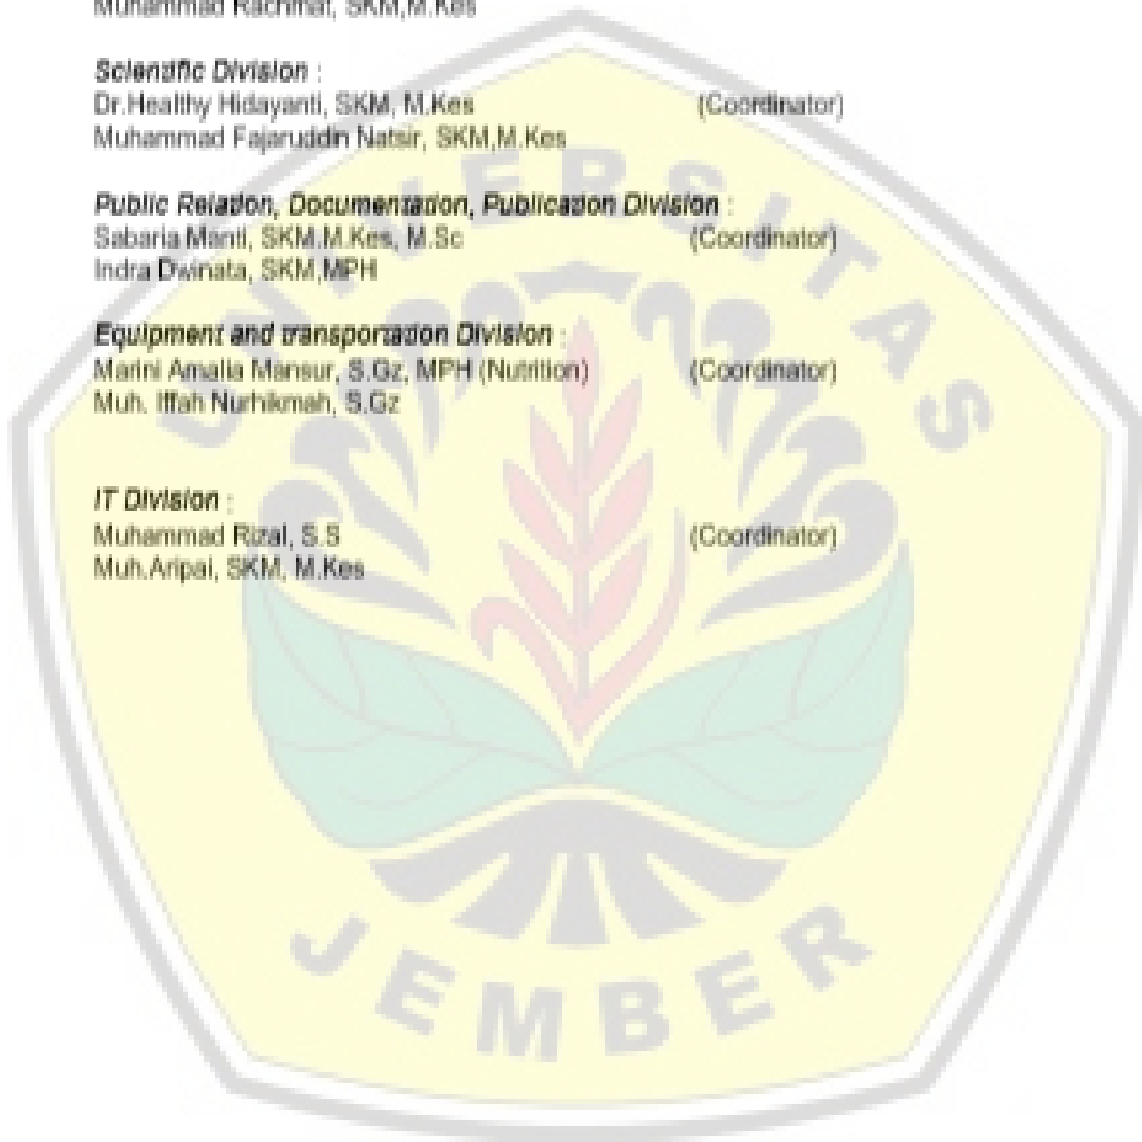 Muhammad Rachmat, SKM,M.Kes
Scientific Division :
Dr.Healthy Hidayanti, SKM, M.Kes (Coordinator)
Muhammad Fajaruddin Natsir, SKM,M.Kes
Public Relation, Documentation, Publication Division :
Sabaria Manti, SKM,M.Kes, M.Sc (Coordinator)
Indra Dwinata, SKM,MPH
Equipment and transportation Division :
Marini Amalia Mansur, S.Gz, MPH (Nutrition) (Coordinator)
Muh. Iffah Nurhikmah, S.Gz
IT Division :
Muhammad Rizal, S.S (Coordinator)
Muh.Aripai, SKM, M.Kes
UNIVERSITAS
JEMBER